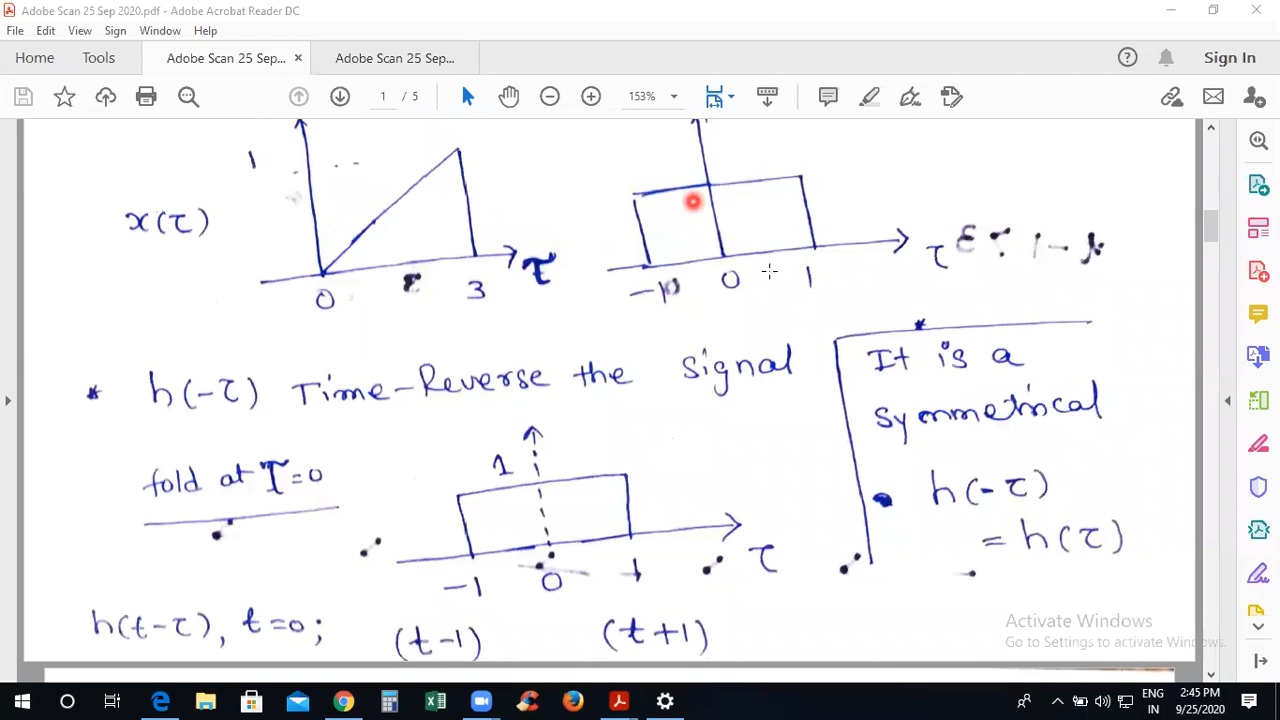 Adobe Scan 25 Sep 2020.pdf - Adobe Acrobat Reader DC
File Edit View Sign Window Help
Home Tools Adobe Scan 25 Sep... × Adobe Scan 25 Sep... Sign In
1 / 5 153%
1
x(τ)
0 3 τ
-1 0 1 τ
* h(-τ) Time-Reverse the signal
fold at τ=0
1
-1 0 1 τ
It is a
symmetrical
h(-τ)
= h(τ)
h(t-τ), t=0; (t-1) (t+1)
Activate Windows
Go to Settings to activate Windows.
ENG
IN
2:45 PM
9/25/2020